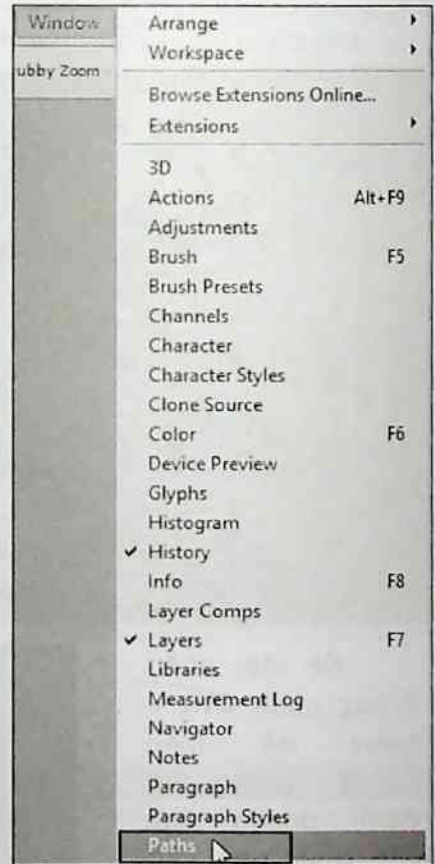 Window
ubby Zoom
Arrange
Workspace
Browse Extensions Online...
Extensions
3D
Actions Alt+F9
Adjustments
Brush F5
Brush Presets
Channels
Character
Character Styles
Clone Source
Color F6
Device Preview
Glyphs
Histogram
✓ History
Info F8
Layer Comps
✓ Layers F7
Libraries
Measurement Log
Navigator
Notes
Paragraph
Paragraph Styles
Paths